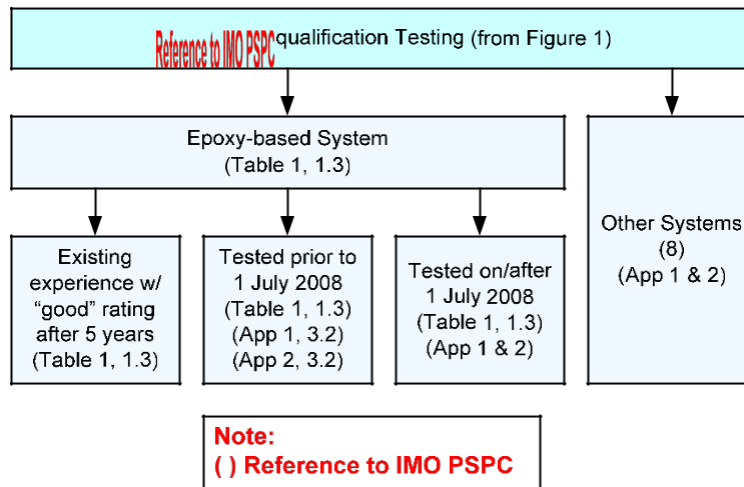 Reference to IMO PSPC qualification Testing (from Figure 1)
Epoxy-based System
(Table 1, 1.3)
Existing
experience w/
“good” rating
after 5 years
(Table 1, 1.3)
Tested prior to
1 July 2008
(Table 1, 1.3)
(App 1, 3.2)
(App 2, 3.2)
Tested on/after
1 July 2008
(Table 1, 1.3)
(App 1 & 2)
Other Systems
(8)
(App 1 & 2)
Note:
( ) Reference to IMO PSPC